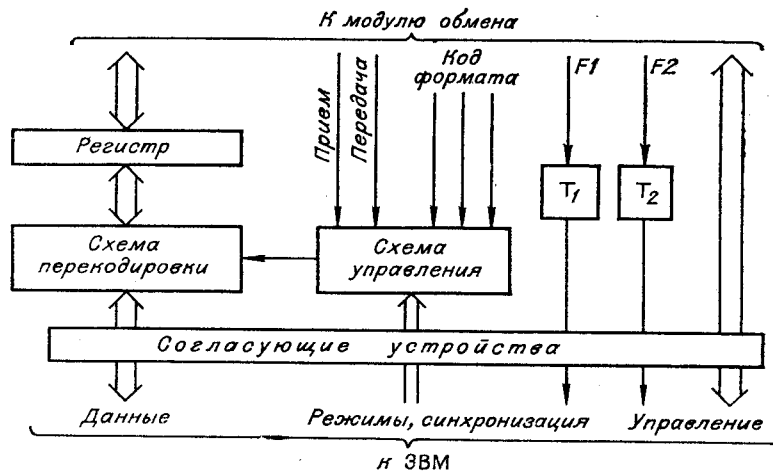 К модулю обмена
Прием
Передача
Код
формата
F1
F2
Регистр
T1
T2
Схема
перекодировки
Схема
управления
Согласующие устройства
Данные
Режимы, синхронизация
Управление
к ЭВМ